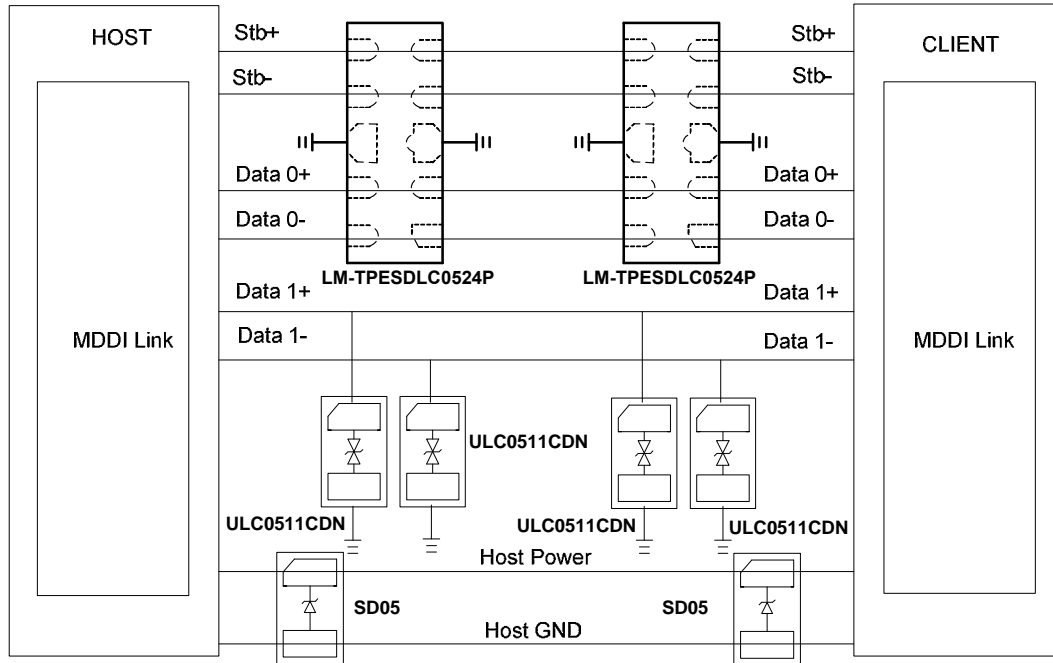 HOST
CLIENT
Stb+
Stb+
Stb-
Stb-
Data 0+
Data 0+
Data 0-
Data 0-
LM-TPESDLC0524P
LM-TPESDLC0524P
Data 1+
Data 1+
MDDI Link
Data 1-
Data 1-
MDDI Link
ULC0511CDN
ULC0511CDN
ULC0511CDN
ULC0511CDN
Host Power
SD05
SD05
Host GND